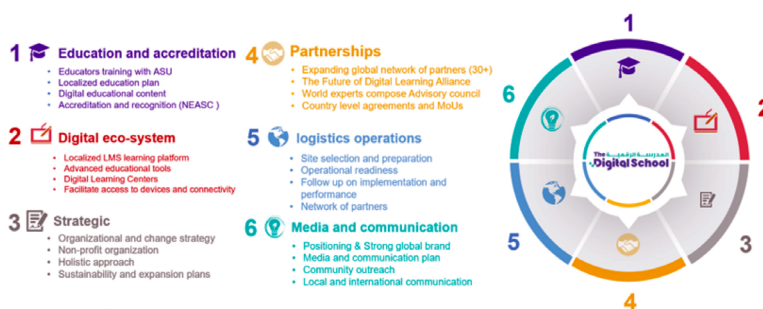 1 Education and accreditation
• Educators training with ASU
• Localized education plan
• Digital educational content
• Accreditation and recognition (NEASC )
2 Digital eco-system
• Localized LMS learning platform
• Advanced educational tools
• Digital Learning Centers
• Facilitate access to devices and connectivity
3 Strategic
• Organizational and change strategy
• Non-profit organization
• Holistic approach
• Sustainability and expansion plans
4 Partnerships
• Expanding global network of partners (30+)
• The Future of Digital Learning Alliance
• World experts compose Advisory council
• Country level agreements and MoUs
5 logistics operations
• Site selection and preparation
• Operational readiness
• Follow up on implementation and
performance
• Network of partners
6 Media and communication
• Positioning & Strong global brand
• Media and communication plan
• Community outreach
• Local and international communication
1
2
3
4
5
6
المدرسة الرقمية
The
Digital School